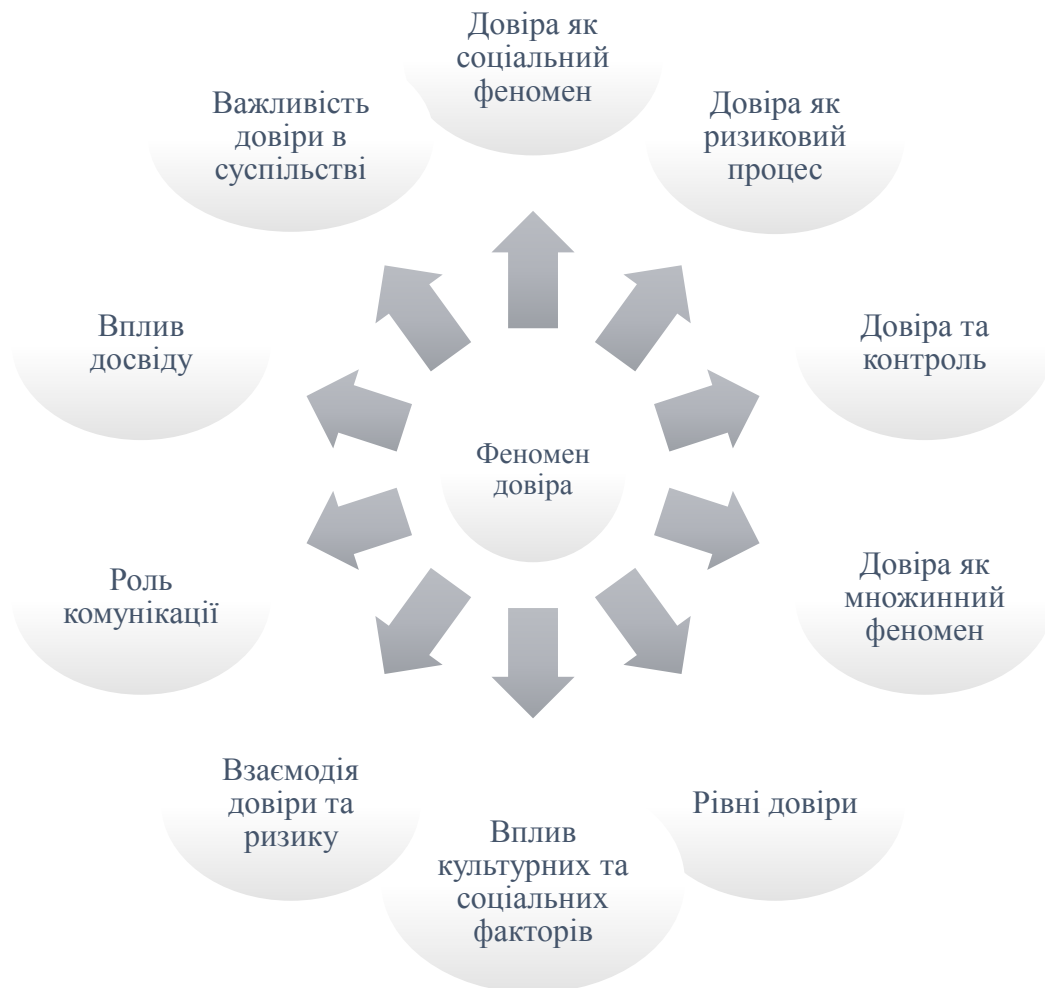 Довіра як
соціальний
феномен
Довіра як
ризиковий
процес
Довіра та
контроль
Довіра як
множинний
феномен
Рівні довіри
Вплив
культурних та
соціальних
факторів
Взаємодія
довіри та
ризику
Роль
комунікації
Вплив
досвіду
Важливість
довіри в
суспільстві
Феномен
довіра